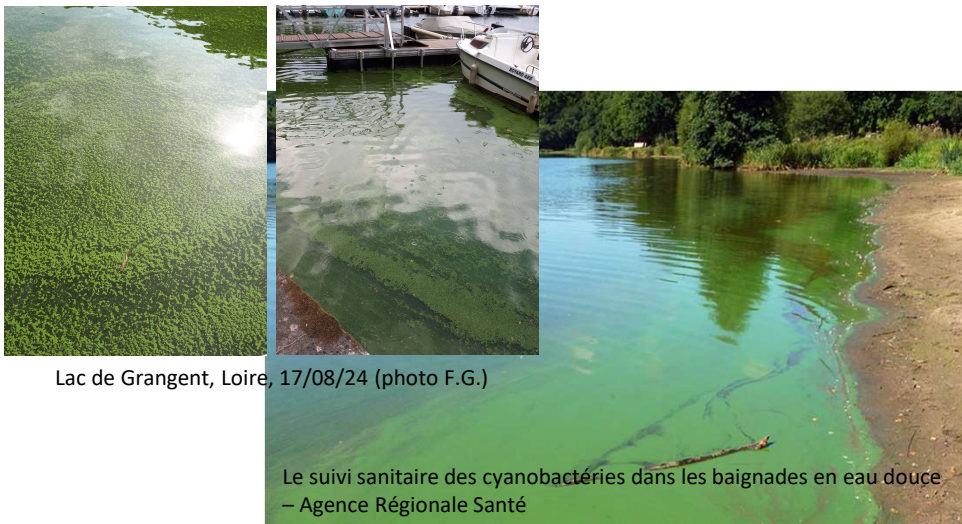 Lac de Grangent, Loire, 17/08/24 (photo F.G.)
Le suivi sanitaire des cyanobactéries dans les baignades en eau douce
– Agence Régionale Santé